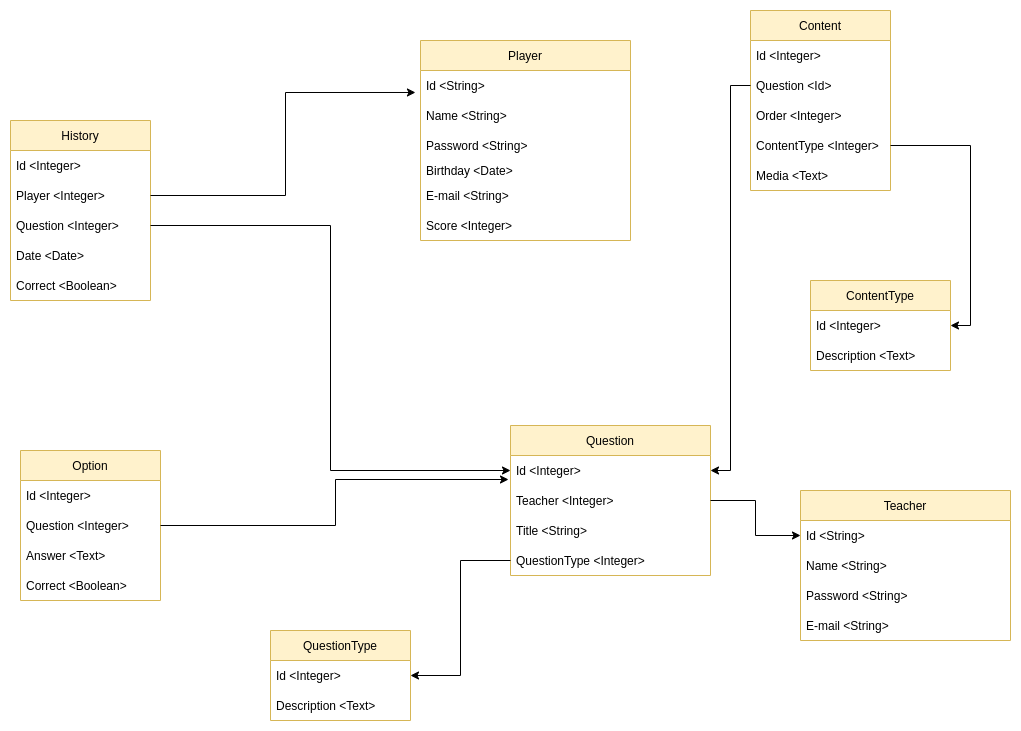 Content
Id <Integer>
Question <Id>
Order <Integer>
ContentType <Integer>
Media <Text>
Player
Id <String>
Name <String>
Password <String>
Birthday <Date>
E-mail <String>
Score <Integer>
History
Id <Integer>
Player <Integer>
Question <Integer>
Date <Date>
Correct <Boolean>
ContentType
Id <Integer>
Description <Text>
Question
Id <Integer>
Teacher <Integer>
Title <String>
QuestionType <Integer>
Option
Id <Integer>
Question <Integer>
Answer <Text>
Correct <Boolean>
Teacher
Id <String>
Name <String>
Password <String>
E-mail <String>
QuestionType
Id <Integer>
Description <Text>